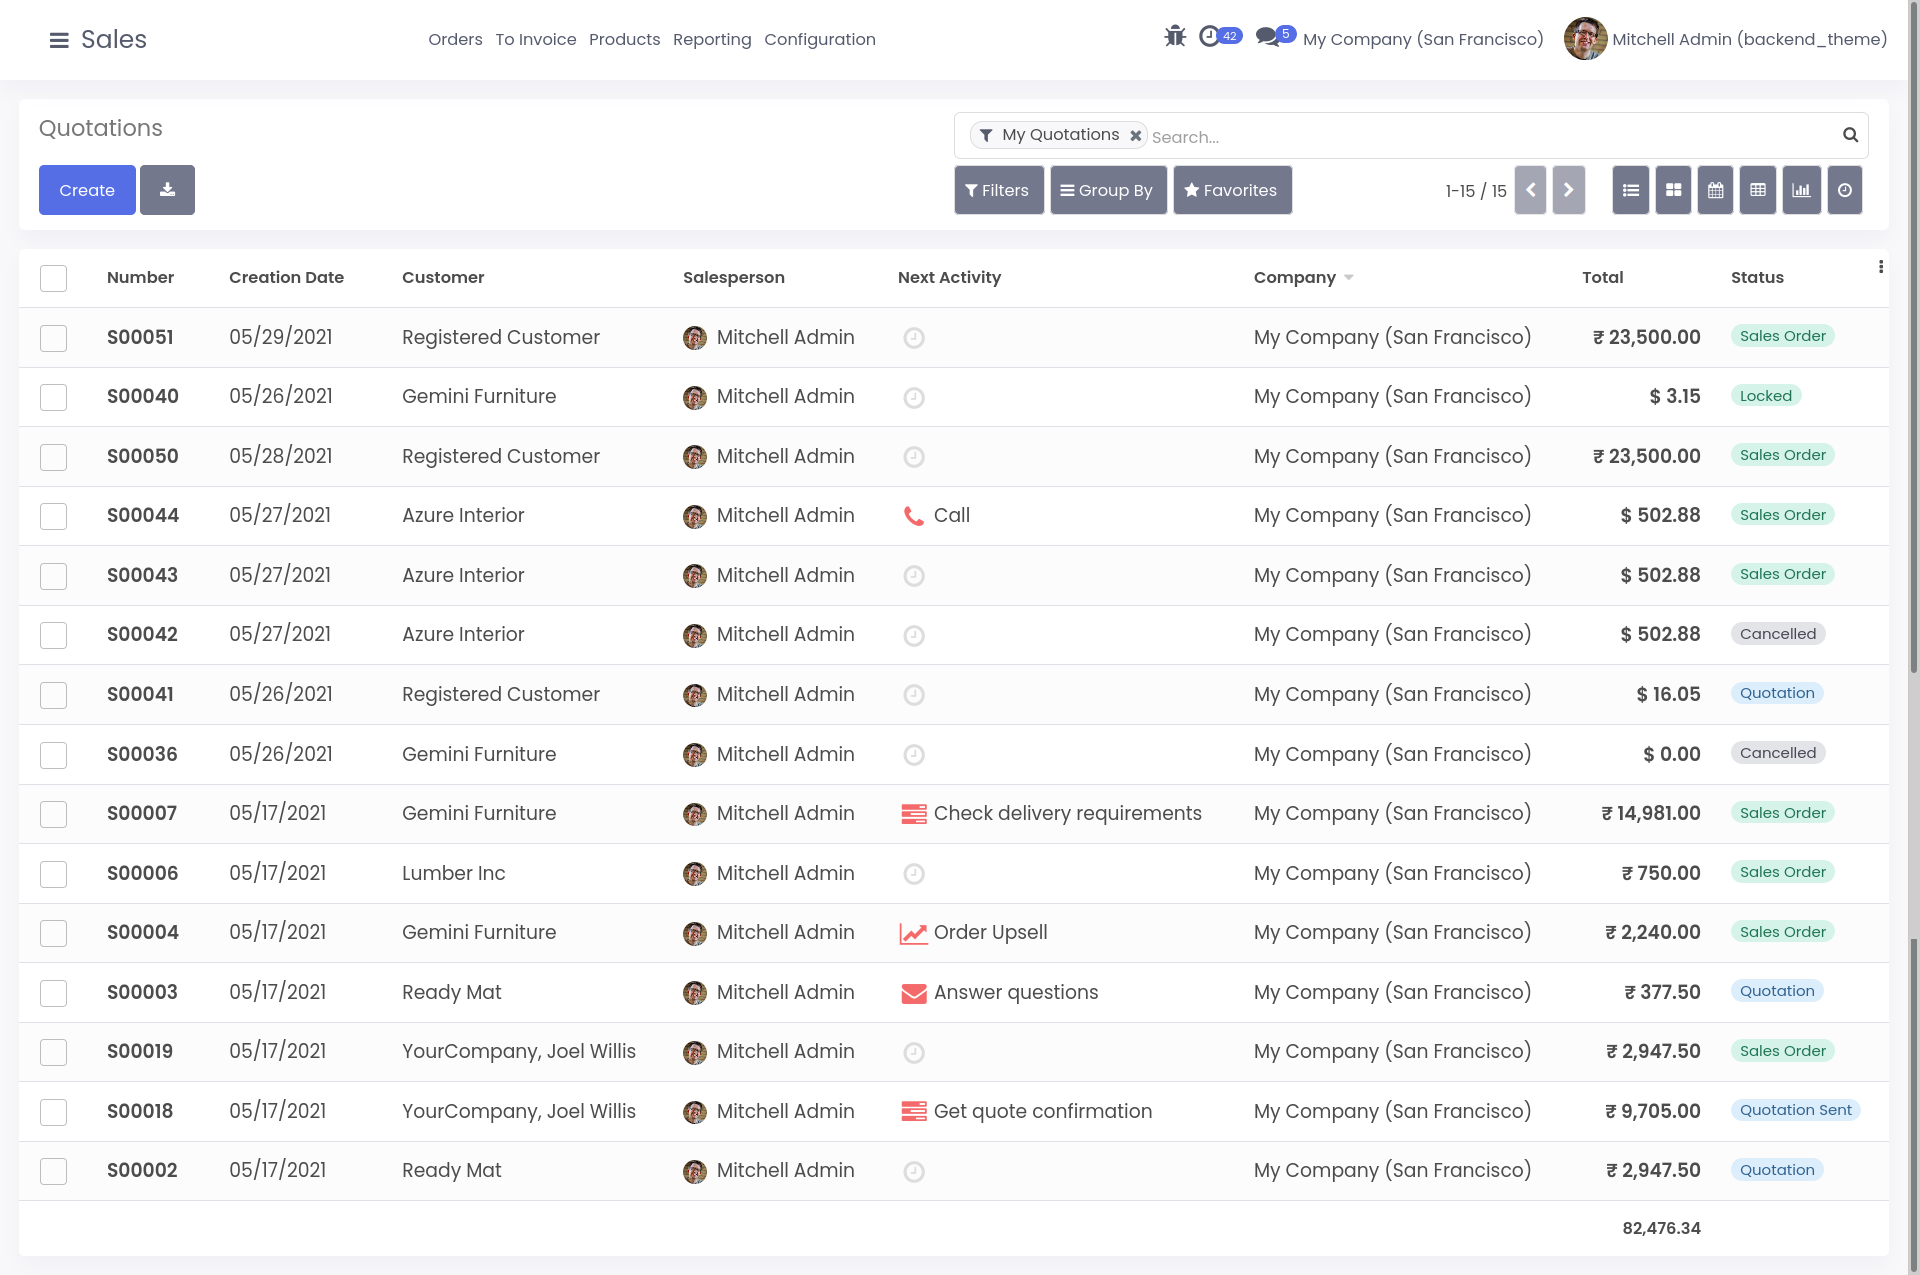 Sales Orders To Invoice Products Reporting Configuration 42 5 My Company (San Francisco) Mitchell Admin (backend_theme)
Quotations
My Quotations Search...
Create Filters Group By Favorites 1-15 / 15
Number Creation Date Customer Salesperson Next Activity Company Total Status
S00051 05/29/2021 Registered Customer Mitchell Admin My Company (San Francisco) ₹ 23,500.00 Sales Order
S00040 05/26/2021 Gemini Furniture Mitchell Admin My Company (San Francisco) $ 3.15 Locked
S00050 05/28/2021 Registered Customer Mitchell Admin My Company (San Francisco) ₹ 23,500.00 Sales Order
S00044 05/27/2021 Azure Interior Mitchell Admin Call My Company (San Francisco) $ 502.88 Sales Order
S00043 05/27/2021 Azure Interior Mitchell Admin My Company (San Francisco) $ 502.88 Sales Order
S00042 05/27/2021 Azure Interior Mitchell Admin My Company (San Francisco) $ 502.88 Cancelled
S00041 05/26/2021 Registered Customer Mitchell Admin My Company (San Francisco) $ 16.05 Quotation
S00036 05/26/2021 Gemini Furniture Mitchell Admin My Company (San Francisco) $ 0.00 Cancelled
S00007 05/17/2021 Gemini Furniture Mitchell Admin Check delivery requirements My Company (San Francisco) ₹ 14,981.00 Sales Order
S00006 05/17/2021 Lumber Inc Mitchell Admin My Company (San Francisco) ₹ 750.00 Sales Order
S00004 05/17/2021 Gemini Furniture Mitchell Admin Order Upsell My Company (San Francisco) ₹ 2,240.00 Sales Order
S00003 05/17/2021 Ready Mat Mitchell Admin Answer questions My Company (San Francisco) ₹ 377.50 Quotation
S00019 05/17/2021 YourCompany, Joel Willis Mitchell Admin My Company (San Francisco) ₹ 2,947.50 Sales Order
S00018 05/17/2021 YourCompany, Joel Willis Mitchell Admin Get quote confirmation My Company (San Francisco) ₹ 9,705.00 Quotation Sent
S00002 05/17/2021 Ready Mat Mitchell Admin My Company (San Francisco) ₹ 2,947.50 Quotation
82,476.34